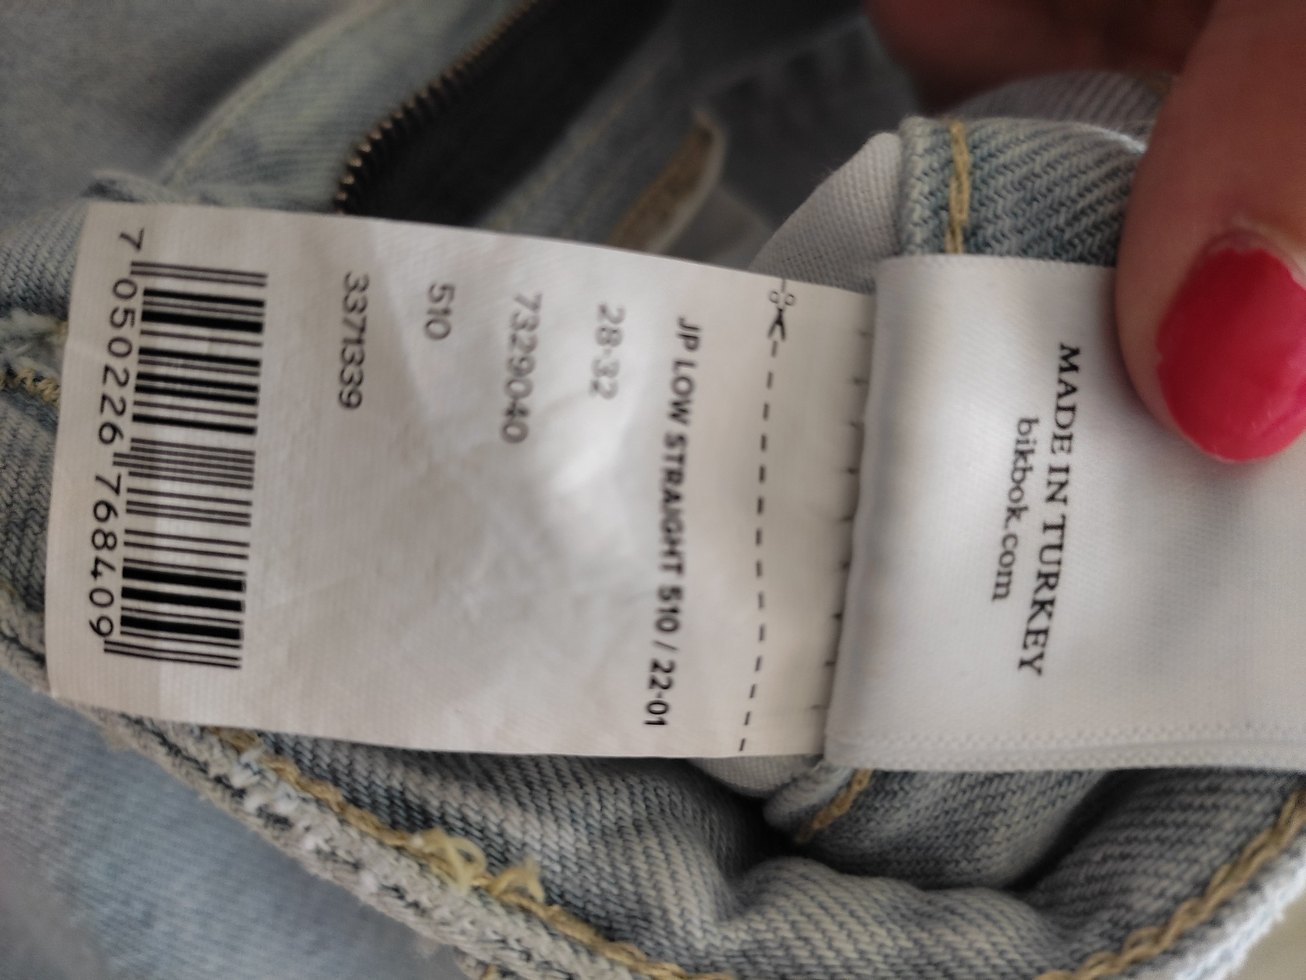 MADE IN TURKEY
bikbok.com
JP LOW STRAIGHT 510 / 22-01
28-32
7329040
510
3371339
7 050226 768409